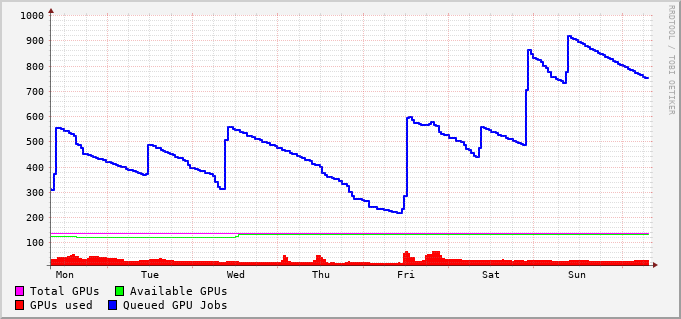 1000
900
800
700
600
500
400
300
200
100
Mon Tue Wed Thu Fri Sat Sun
Total GPUs Available GPUs
GPUs used Queued GPU Jobs
RRDTOOL / TOBI OETIKER